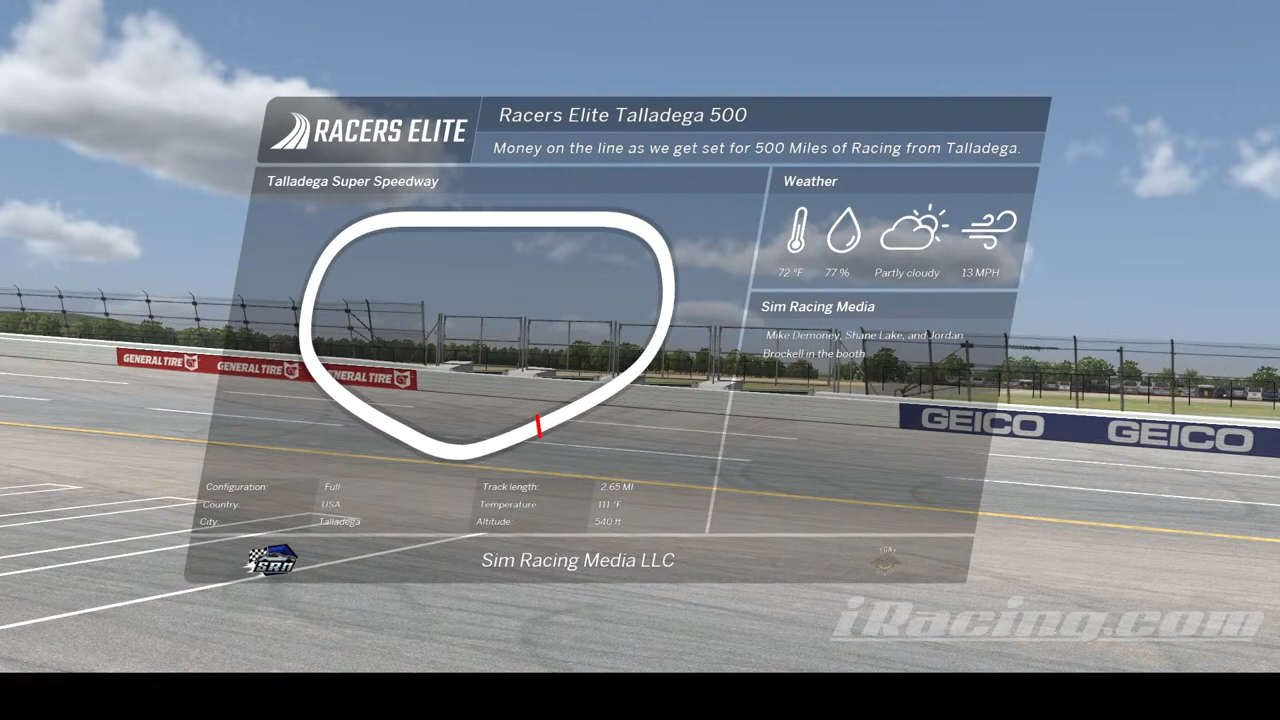 RACERS ELITE
Racers Elite Talladega 500
Money on the line as we get set for 500 Miles of Racing from Talladega.
Talladega Super Speedway
Weather
72 °F
77 %
Partly cloudy
13 MPH
Sim Racing Media
Mike Demoney, Shane Lake, and Jordan
Brockell in the booth
GENERAL TIRE
GENERAL TIRE
GENERAL TIRE
GEICO
GEICO
Configuration: Full Track length: 2.65 MI
Country: USA Temperature 111 °F
City: Talladega Altitude: 540 ft
SRM
Sim Racing Media LLC
iRacing.com